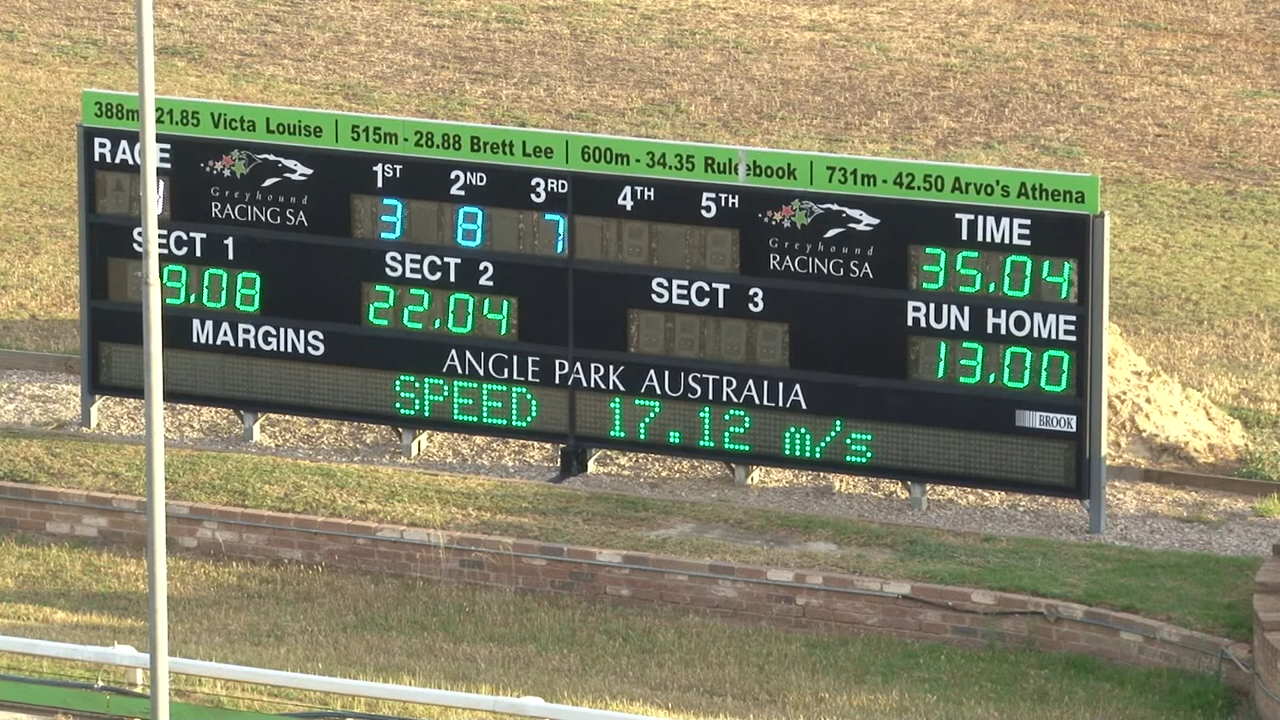 388m 21.85 Victa Louise | 515m - 28.88 Brett Lee | 600m - 34.35 Rulebook | 731m - 42.50 Arvo's Athena
RACE
Greyhound
RACING SA
1ST 2ND 3RD 4TH 5TH
3 8 7
Greyhound
RACING SA
TIME
35.04
SECT 1
9.08
SECT 2
22.04
SECT 3
RUN HOME
13.00
MARGINS
ANGLE PARK AUSTRALIA
SPEED 17.12 m/s
BROOK